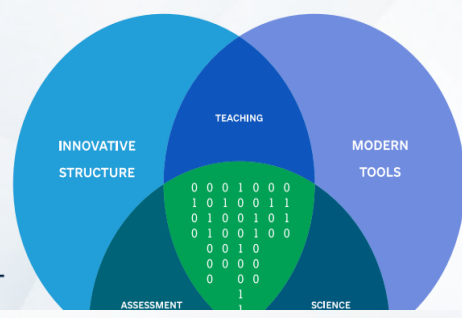 TEACHING
INNOVATIVE
STRUCTURE
MODERN
TOOLS
0 0 0 1 0 0 0
1 0 1 0 0 1 1
0 1 0 0 1 0 1
0 1 0 0 1 0 0
0 0 1 0
0 0 0 0
0 0 0
1
1
ASSESSMENT
SCIENCE